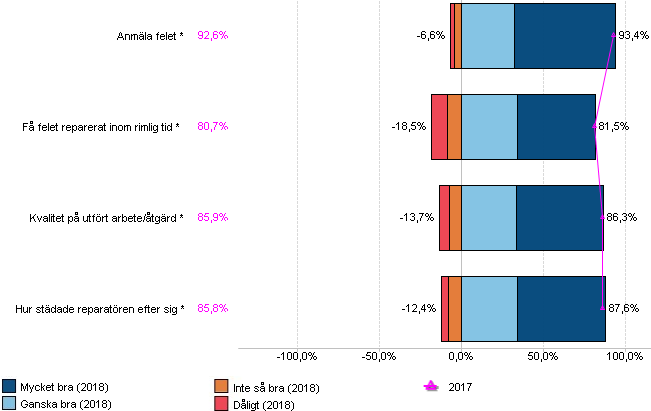 Anmäla felet * 92,6% -6,6% 93,4%
Få felet reparerat inom rimlig tid * 80,7% -18,5% 81,5%
Kvalitet på utfört arbete/åtgärd * 85,9% -13,7% 86,3%
Hur städade reparatören efter sig * 85,8% -12,4% 87,6%
-100,0% -50,0% 0,0% 50,0% 100,0%
Mycket bra (2018) Inte så bra (2018) 2017
Ganska bra (2018) Dåligt (2018)